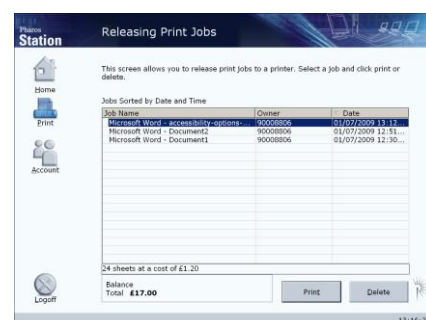 Pharos
Station
Releasing Print Jobs
This screen allows you to release print jobs to a printer. Select a job and click print or
delete.
Home
Jobs Sorted by Date and Time
Job Name Owner Date
Microsoft Word - accessibility-options-... 90008806 01/07/2009 13:12...
Microsoft Word - Document2 90008806 01/07/2009 12:51...
Microsoft Word - Document1 90008806 01/07/2009 12:30...
Print
Account
24 sheets at a cost of £1.20
Balance
Total £17.00
Print
Delete
Logoff